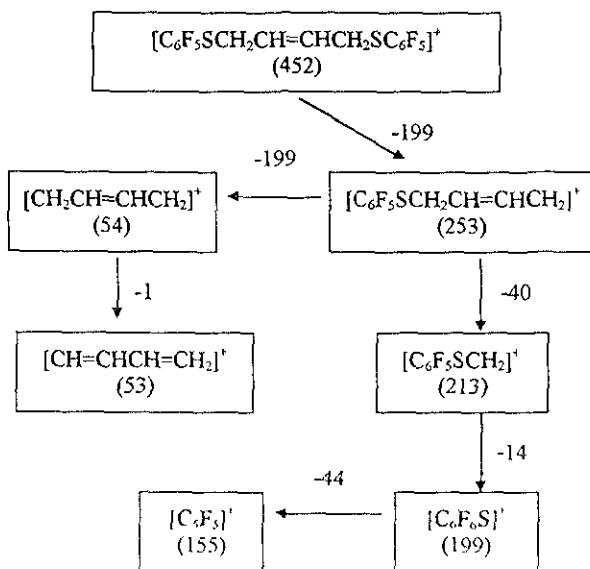 [C₆F₅SCH₂CH=CHCH₂SC₆F₅]⁺
(452)
-199
-199
[CH₂CH=CHCH₂]⁺
(54)
[C₆F₅SCH₂CH=CHCH₂]⁺
(253)
-1
-40
[CH=CHCH=CH₂]⁺
(53)
[C₆F₅SCH₂]⁺
(213)
-14
-44
[C₅F₅]⁺
(155)
[C₆F₆S]⁺
(199)